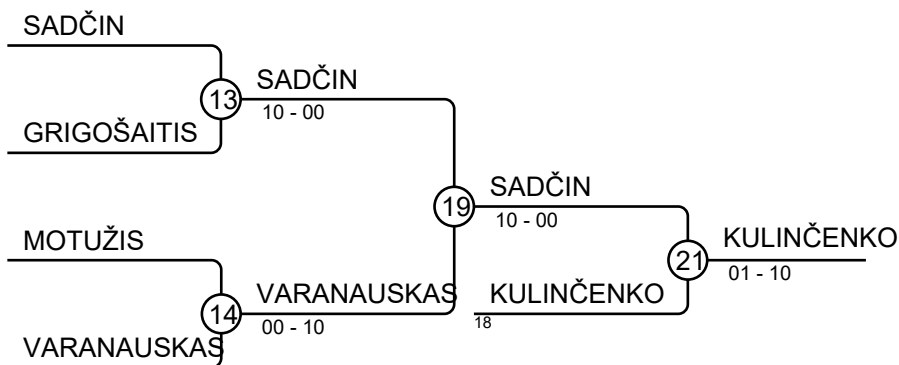 SADČIN
SADČIN
13
10 - 00
GRIGOŠAITIS
SADČIN
19
10 - 00
MOTUŽIS
KULINČENKO
21
01 - 10
VARANAUSKAS
KULINČENKO
14
00 - 10
18
VARANAUSKAS